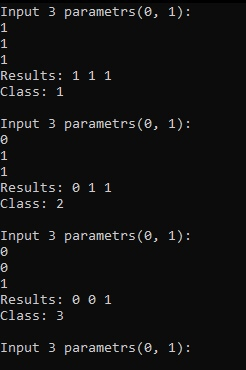 Input 3 parametrs(0, 1):
1
1
1
Results: 1 1 1
Class: 1
Input 3 parametrs(0, 1):
0
1
1
Results: 0 1 1
Class: 2
Input 3 parametrs(0, 1):
0
0
1
Results: 0 0 1
Class: 3
Input 3 parametrs(0, 1):